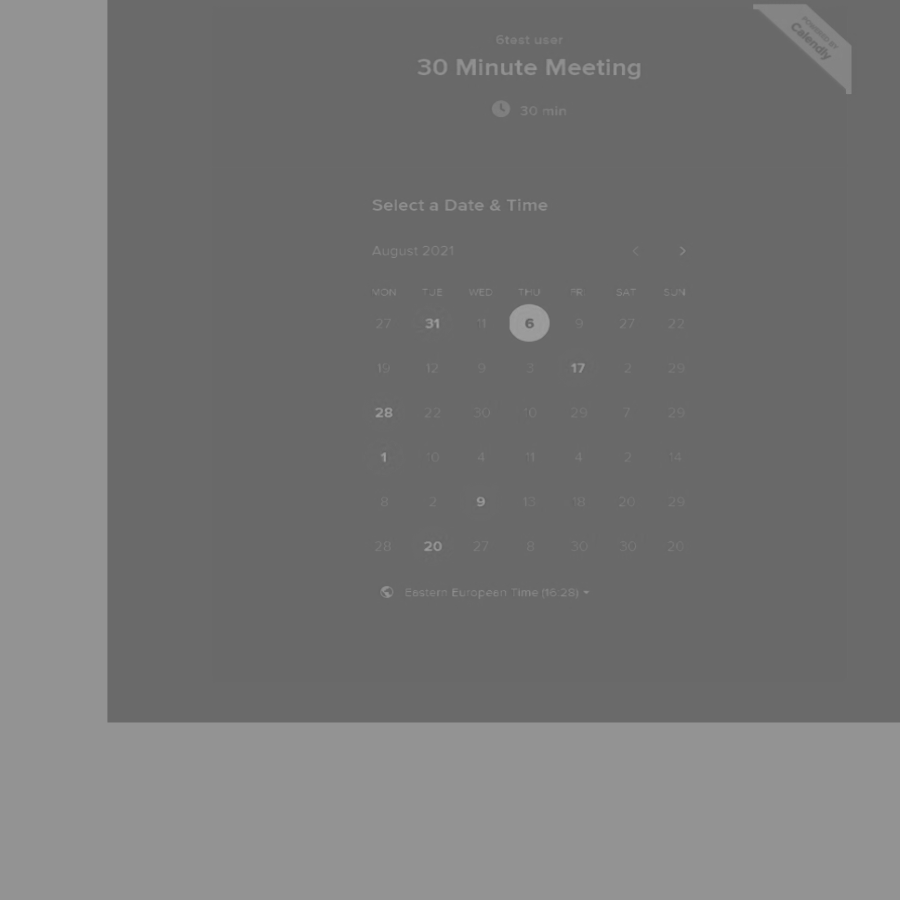 POWERED BY
Calendly
6test user
30 Minute Meeting
30 min
Select a Date & Time
August 2021
MON TUE WED THU FRI SAT SUN
27 31 11 6 9 27 22
19 12 9 3 17 2 29
28 22 30 10 29 7 29
1 10 4 11 4 2 14
8 2 9 13 18 20 29
28 20 27 8 30 30 26
Eastern European Time (16:28)